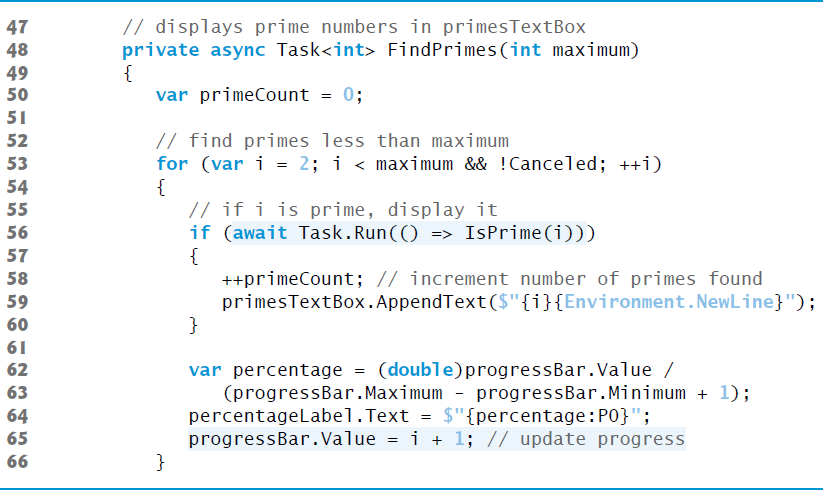 47 // displays prime numbers in primesTextBox
48 private async Task<int> FindPrimes(int maximum)
49 {
50 var primeCount = 0;
51
52 // find primes less than maximum
53 for (var i = 2; i < maximum && !Canceled; ++i)
54 {
55 // if i is prime, display it
56 if (await Task.Run(() => IsPrime(i)))
57 {
58 ++primeCount; // increment number of primes found
59 primesTextBox.AppendText($"{i}{Environment.NewLine}");
60 }
61
62 var percentage = (double)progressBar.Value /
63 (progressBar.Maximum - progressBar.Minimum + 1);
64 percentageLabel.Text = $"{percentage:P0}";
65 progressBar.Value = i + 1; // update progress
66 }